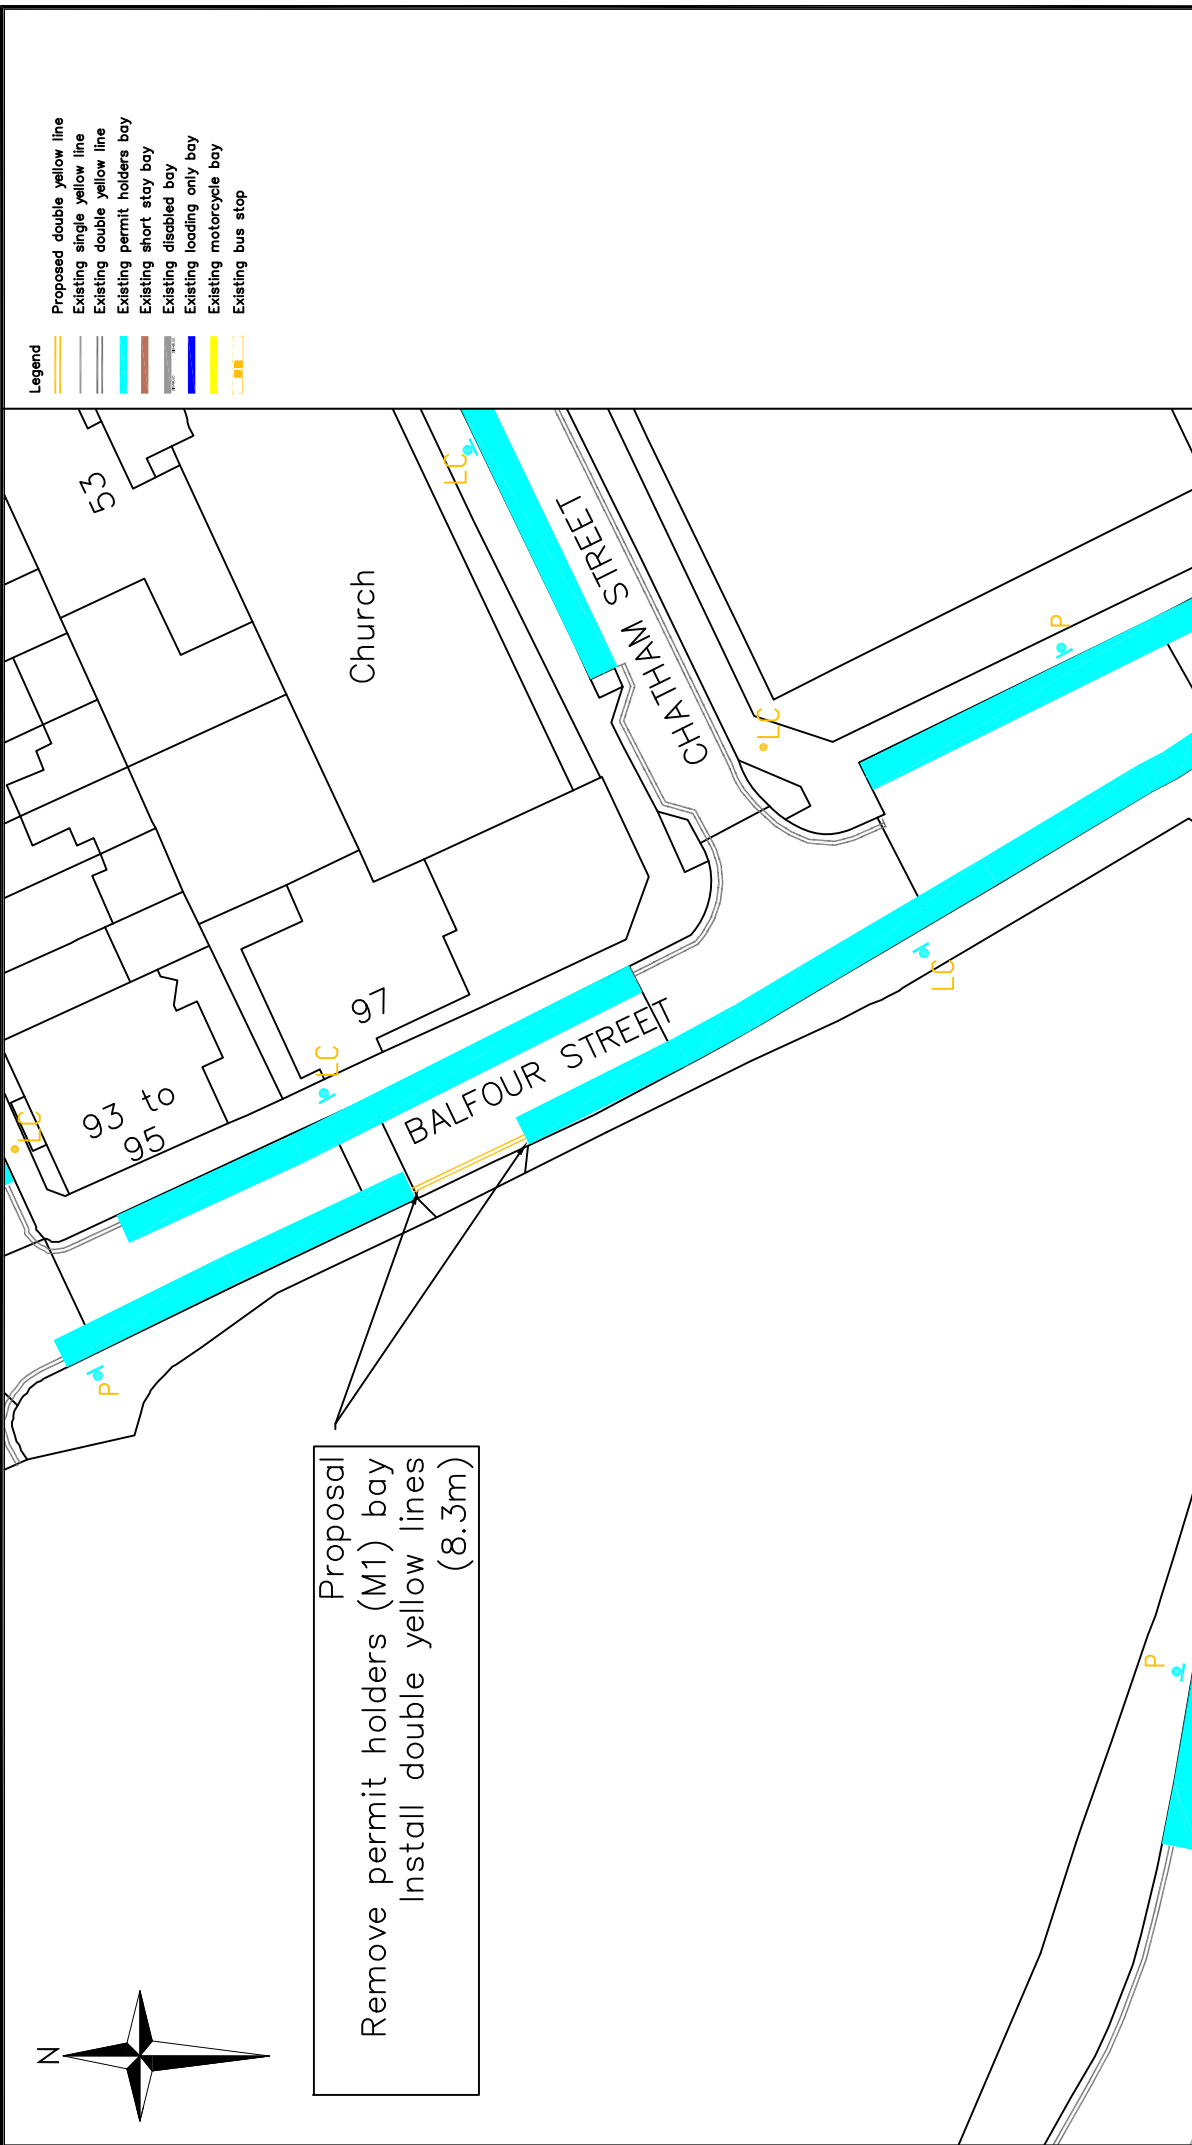 Legend
Proposed double yellow line
Existing single yellow line
Existing double yellow line
Existing permit holders bay
Existing short stay bay
Existing disabled bay
Existing loading only bay
Existing motorcycle bay
Existing bus stop
N
Proposal
Remove permit holders (M1) bay
Install double yellow lines
(8.3m)
53
Church
LC
CHATHAM STREET
P
LC
97
LC
LC
93 to
95
LC
BALFOUR STREET
P
P